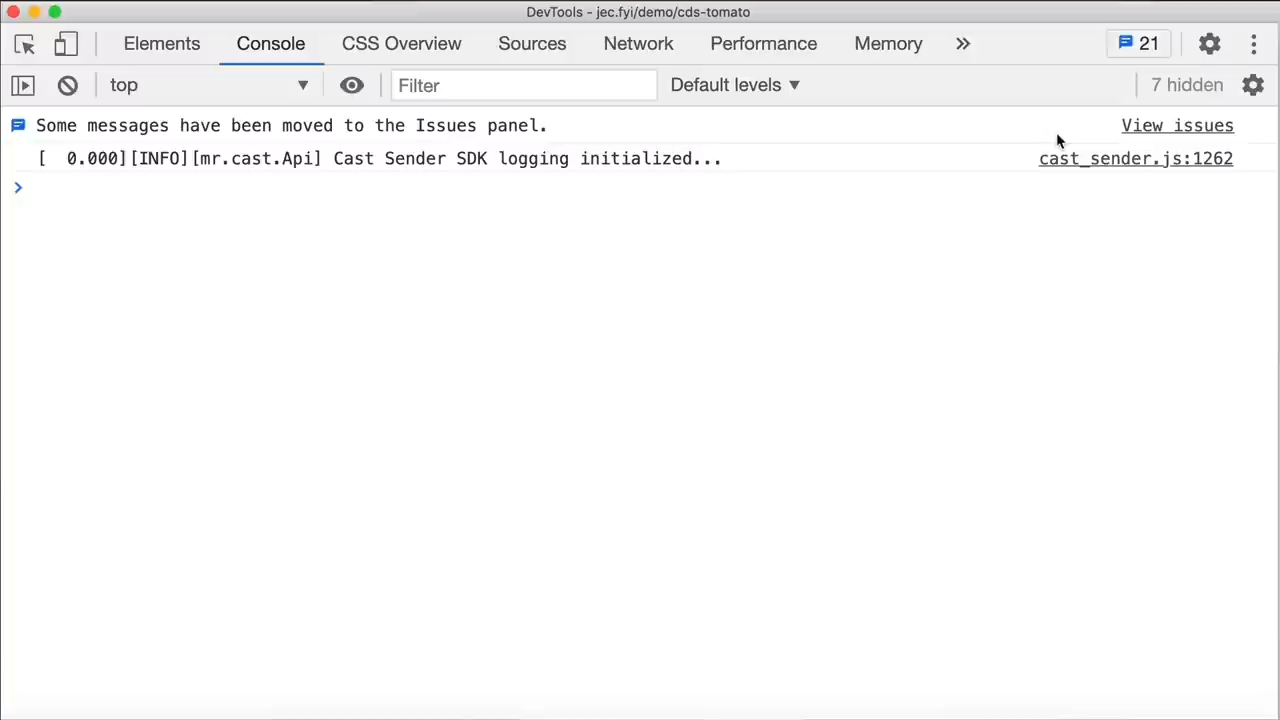 DevTools - jec.fyi/demo/cds-tomato
Elements Console CSS Overview Sources Network Performance Memory » 21
top ▼ Filter Default levels ▼ 7 hidden
Some messages have been moved to the Issues panel. View issues
[  0.000][INFO][mr.cast.Api] Cast Sender SDK logging initialized... cast_sender.js:1262
>